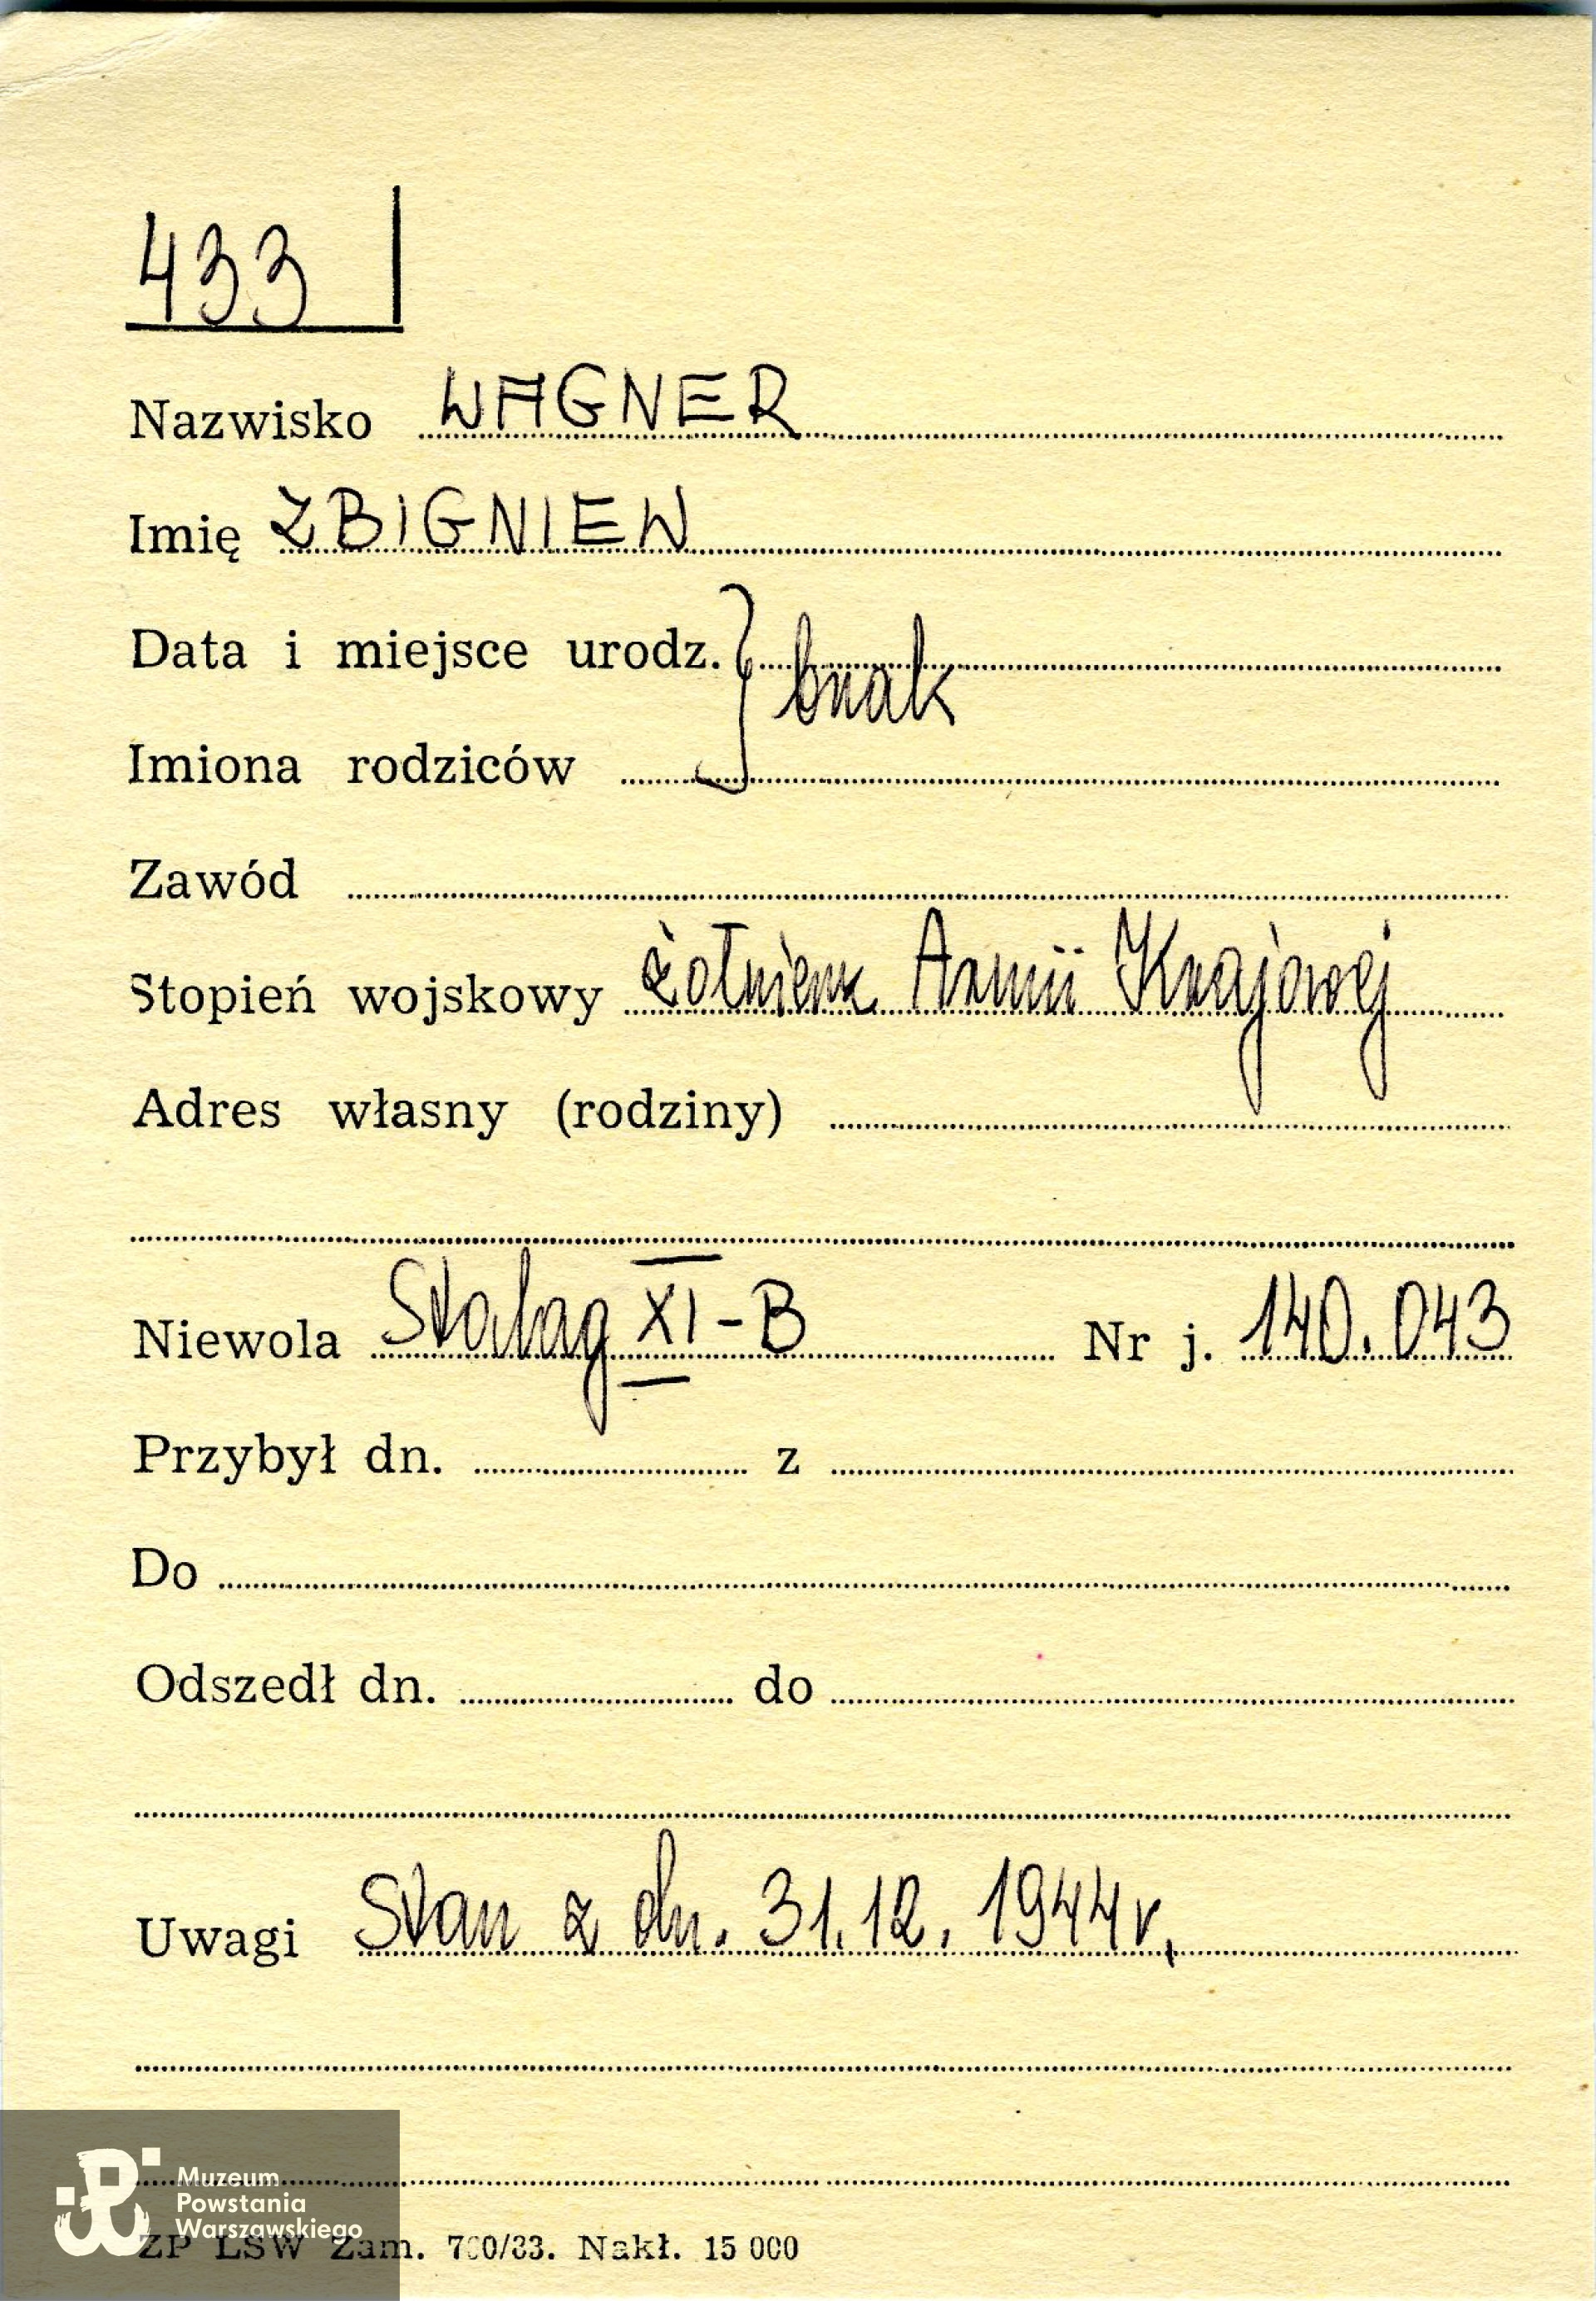 433
Nazwisko WAGNER
Imię ZBIGNIEW
Data i miejsce urodz. } brak
Imiona rodziców
Zawód
Stopień wojskowy żołnierz Armii Krajowej
Adres własny (rodziny)
Niewola Stalag XI-B Nr j. 140.043
Przybył dn. z
Do
Odszedł dn. do
Uwagi Stan z dn. 31.12.1944r.
Muzeum
Powstania
Warszawskiego
ZP LSW Zam. Nakł. 15 000